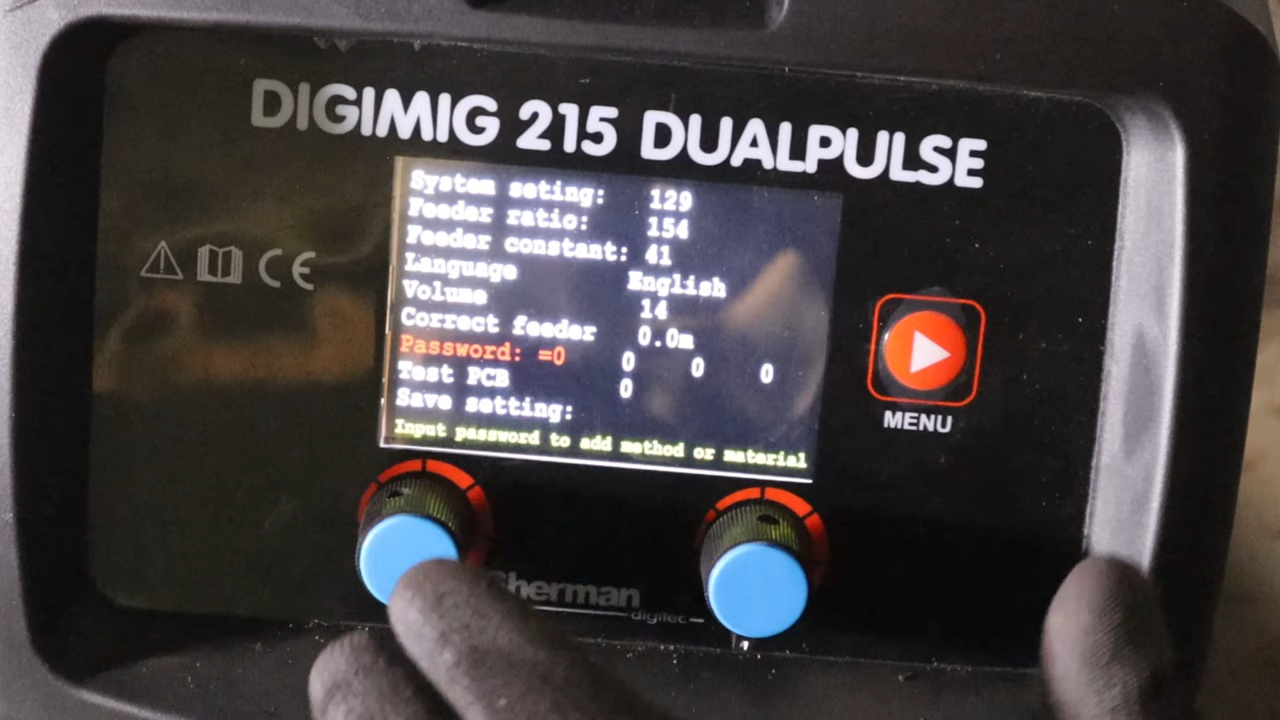 DIGIMIG 215 DUALPULSE
System seting: 129
Feeder ratio: 154
Feeder constant: 41
Language English
Volume 14
Correct feeder 0.0m
Password: =0 0 0 0
Test PCB 0
Save setting:
Input password to add method or material
CE
MENU
Sherman
digitec